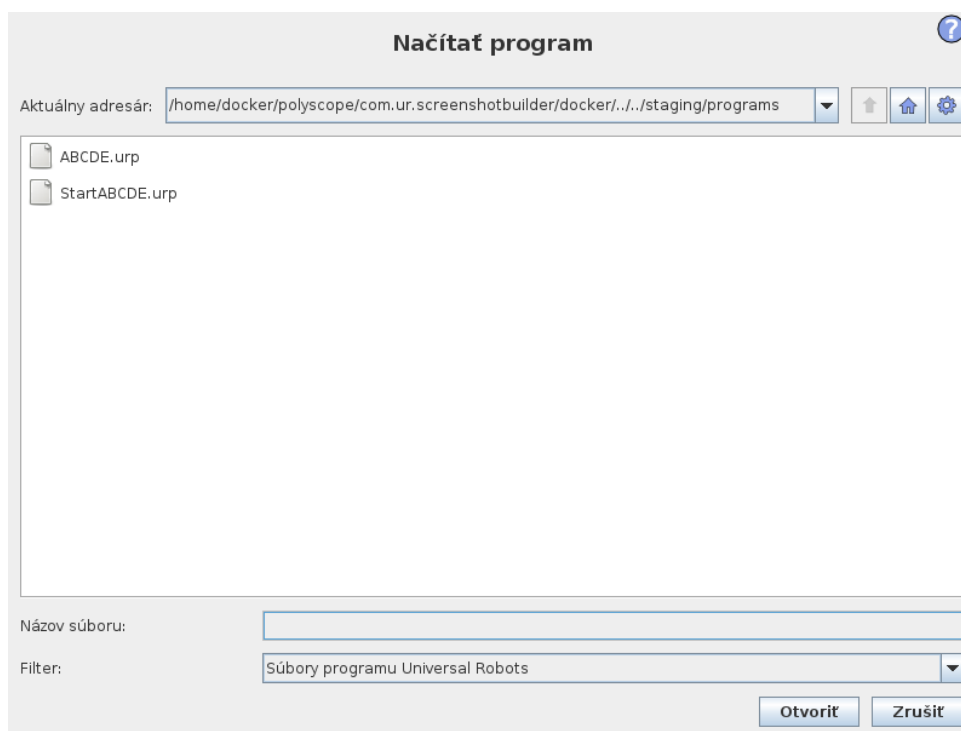 Načítať program
?
Aktuálny adresár: /home/docker/polyscope/com.ur.screenshotbuilder/docker/../../staging/programs
ABCDE.urp
StartABCDE.urp
Názov súboru:
Filter: Súbory programu Universal Robots
Otvoriť Zrušiť